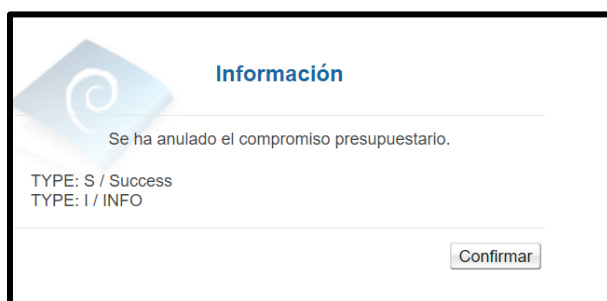 Información
Se ha anulado el compromiso presupuestario.
TYPE: S / Success
TYPE: I / INFO
Confirmar